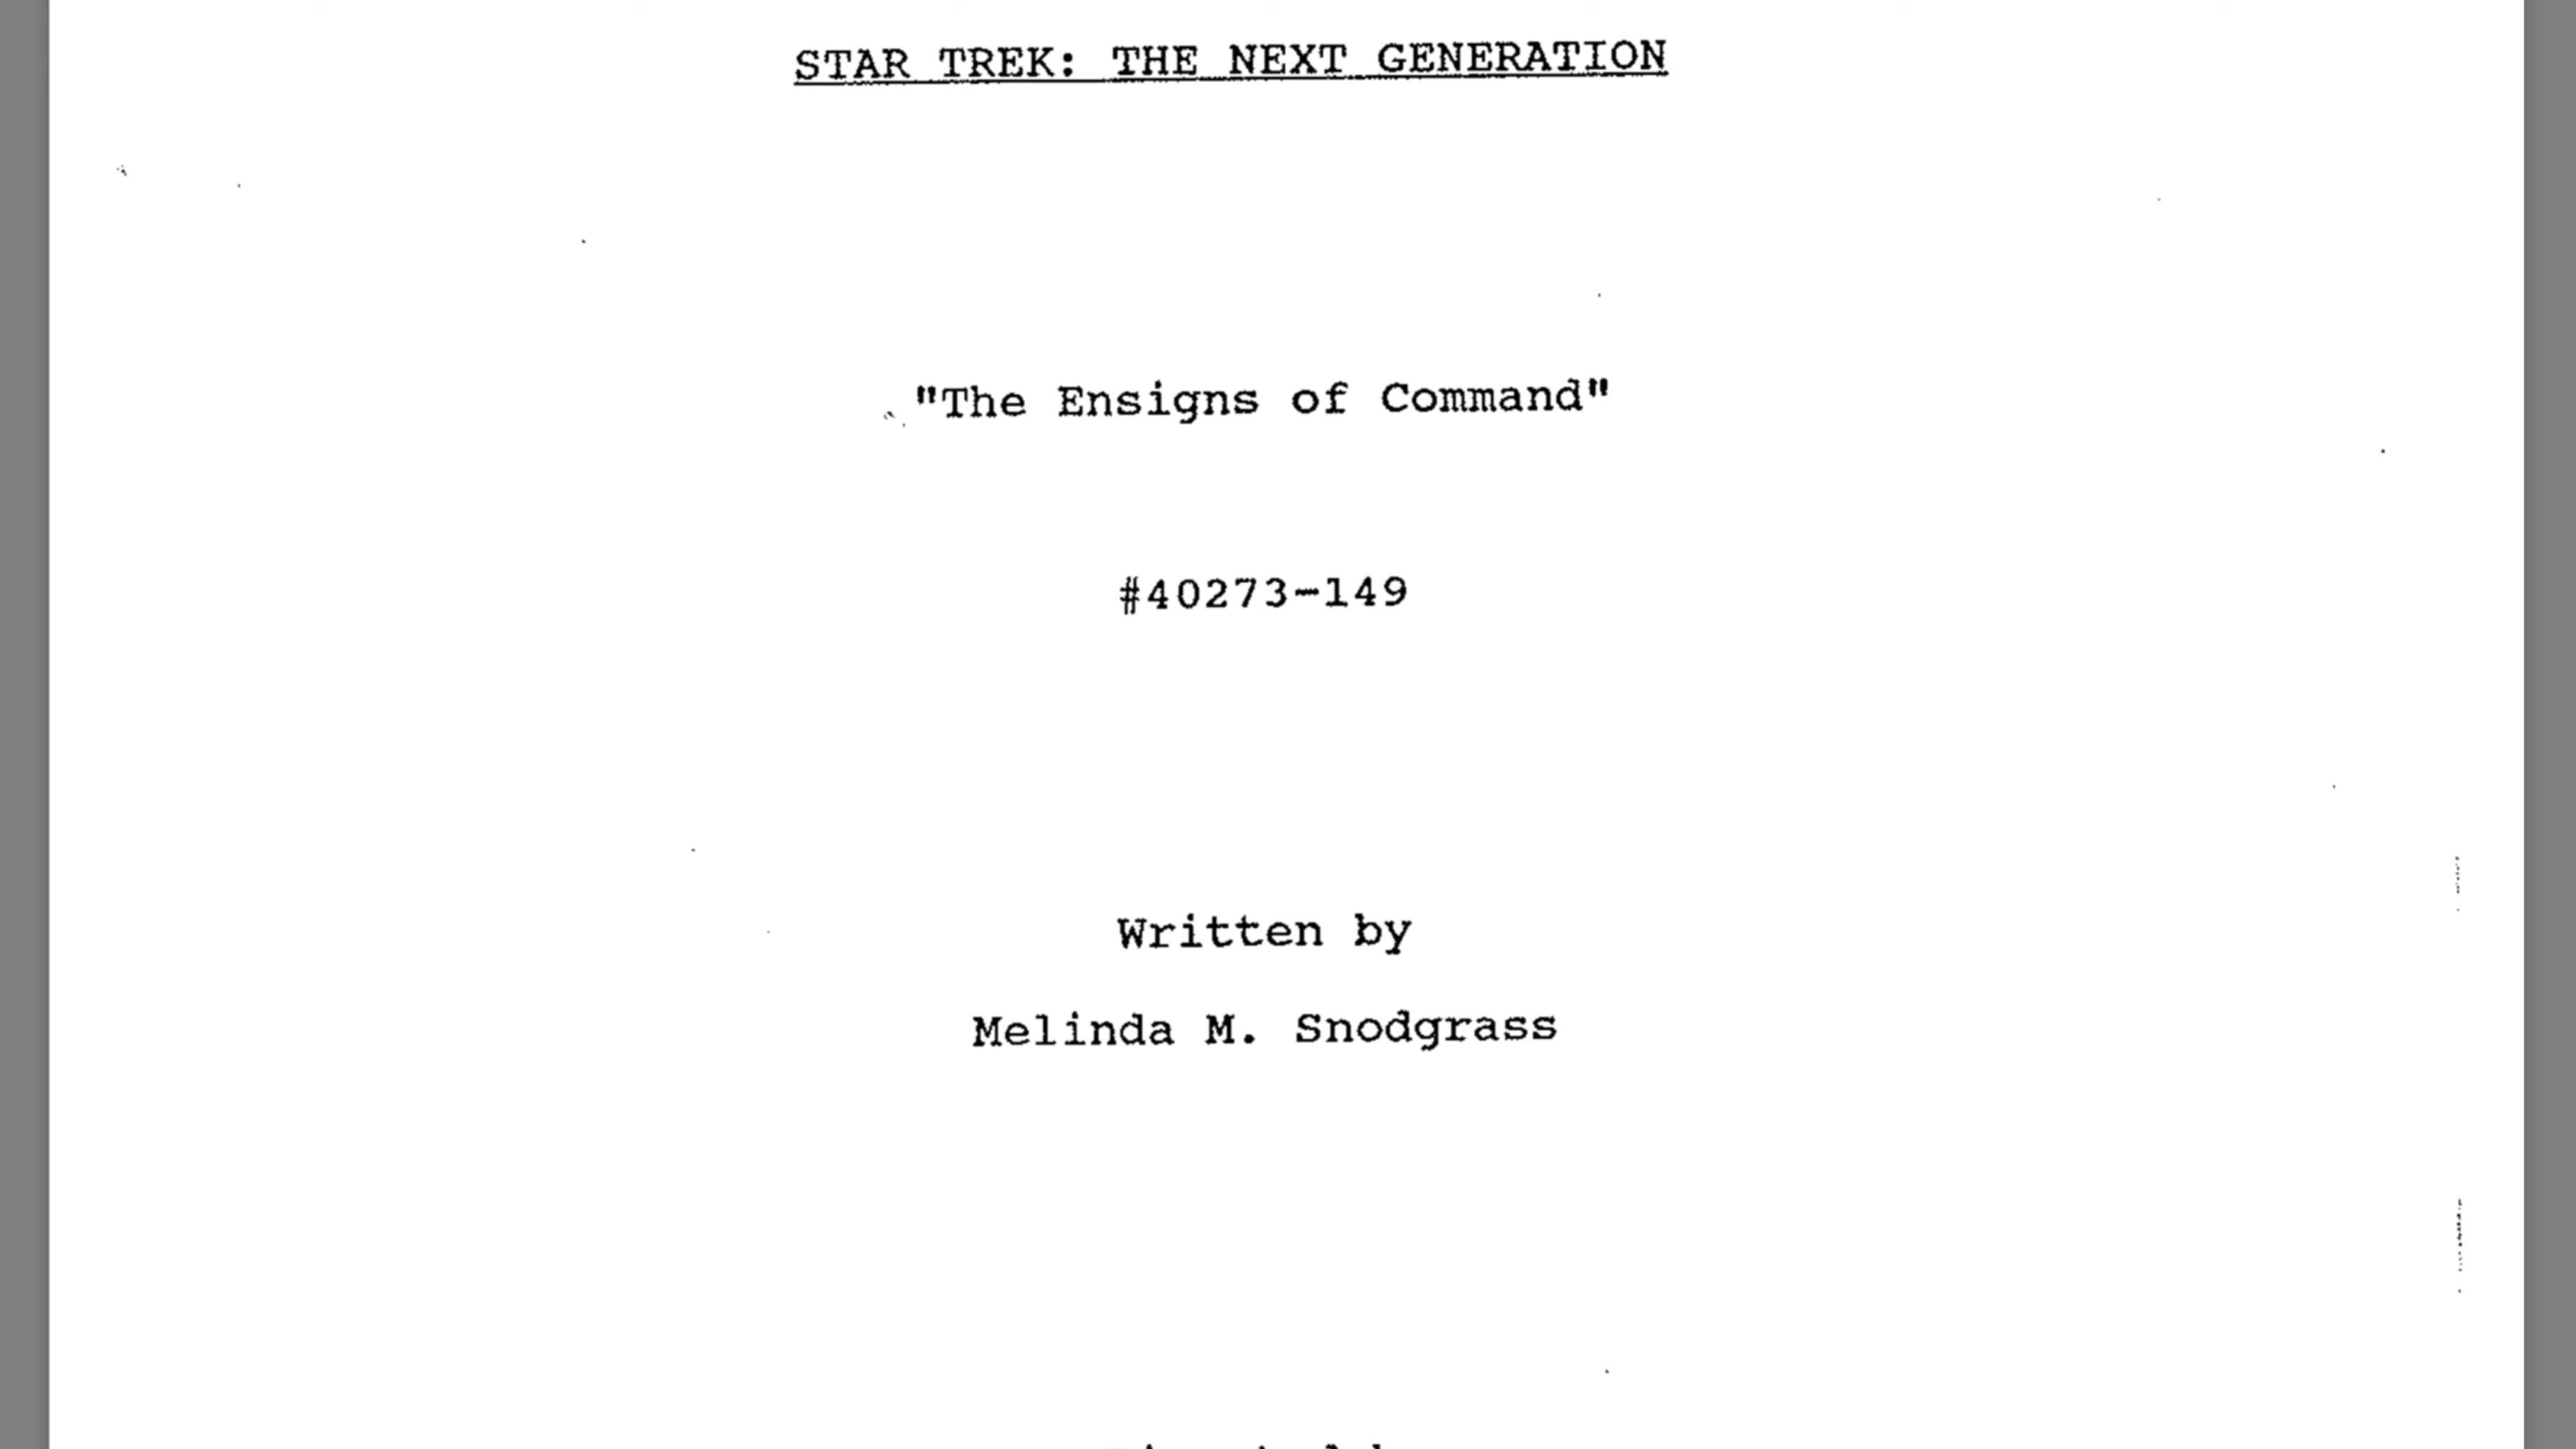 STAR TREK: THE NEXT GENERATION
"The Ensigns of Command"
#40273-149
Written by
Melinda M. Snodgrass